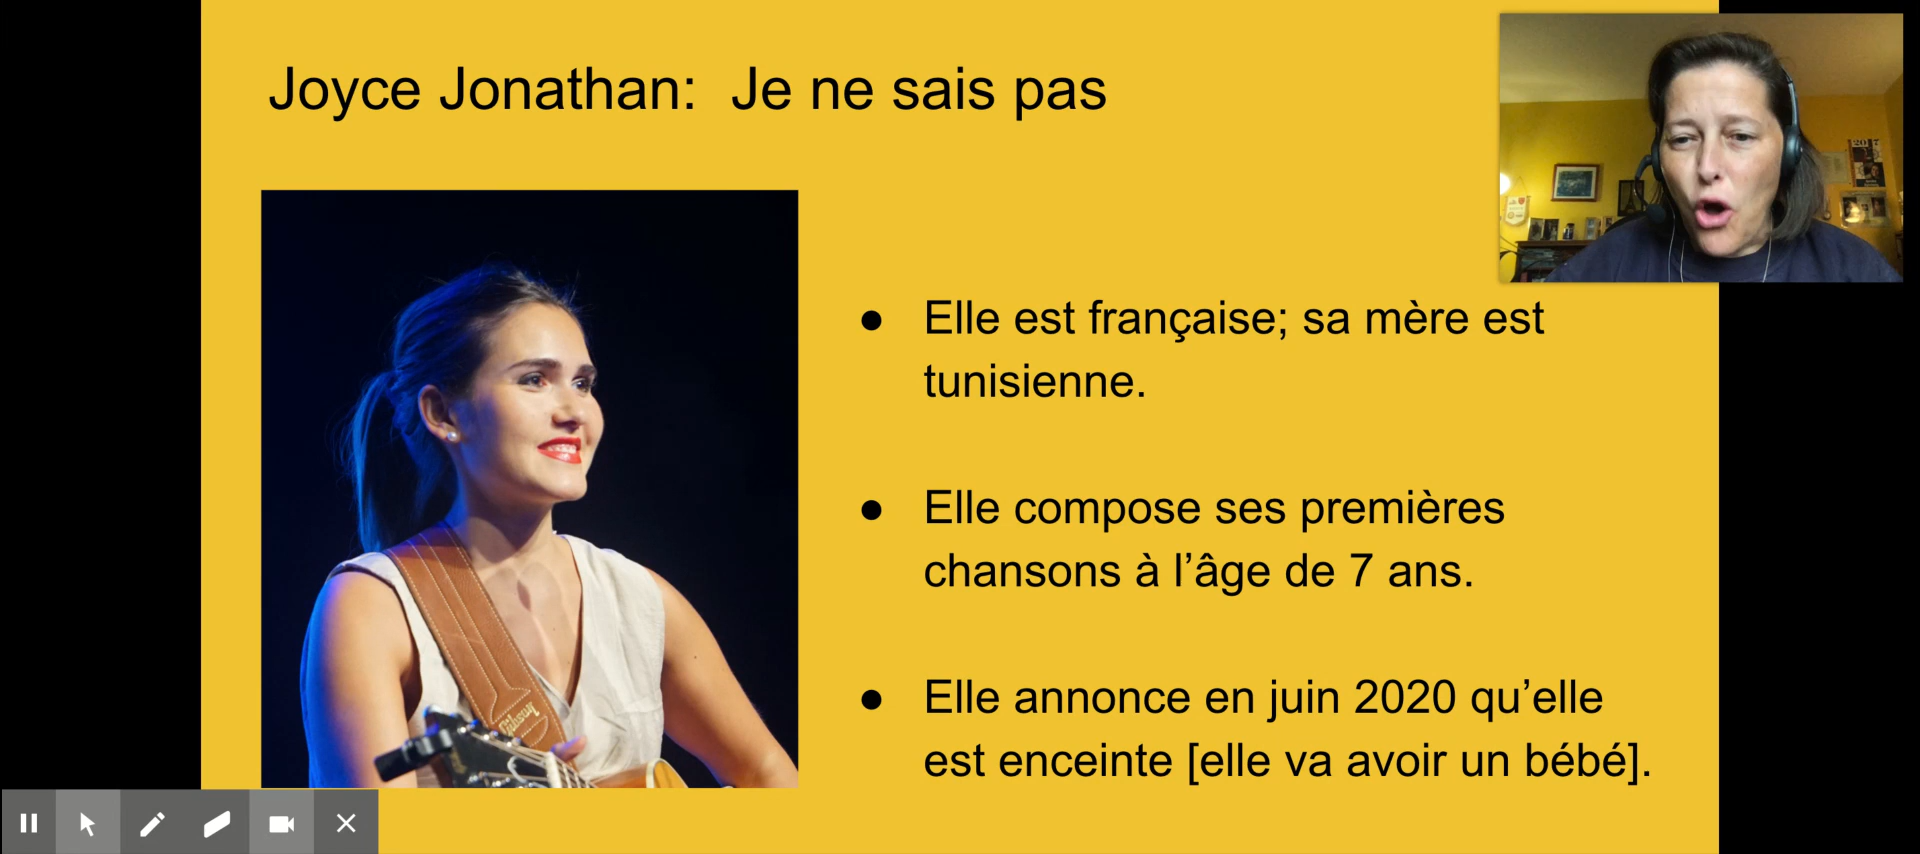 Joyce Jonathan: Je ne sais pas
Elle est française; sa mère est
tunisienne.
Elle compose ses premières
chansons à l’âge de 7 ans.
Elle annonce en juin 2020 qu’elle
est enceinte [elle va avoir un bébé].